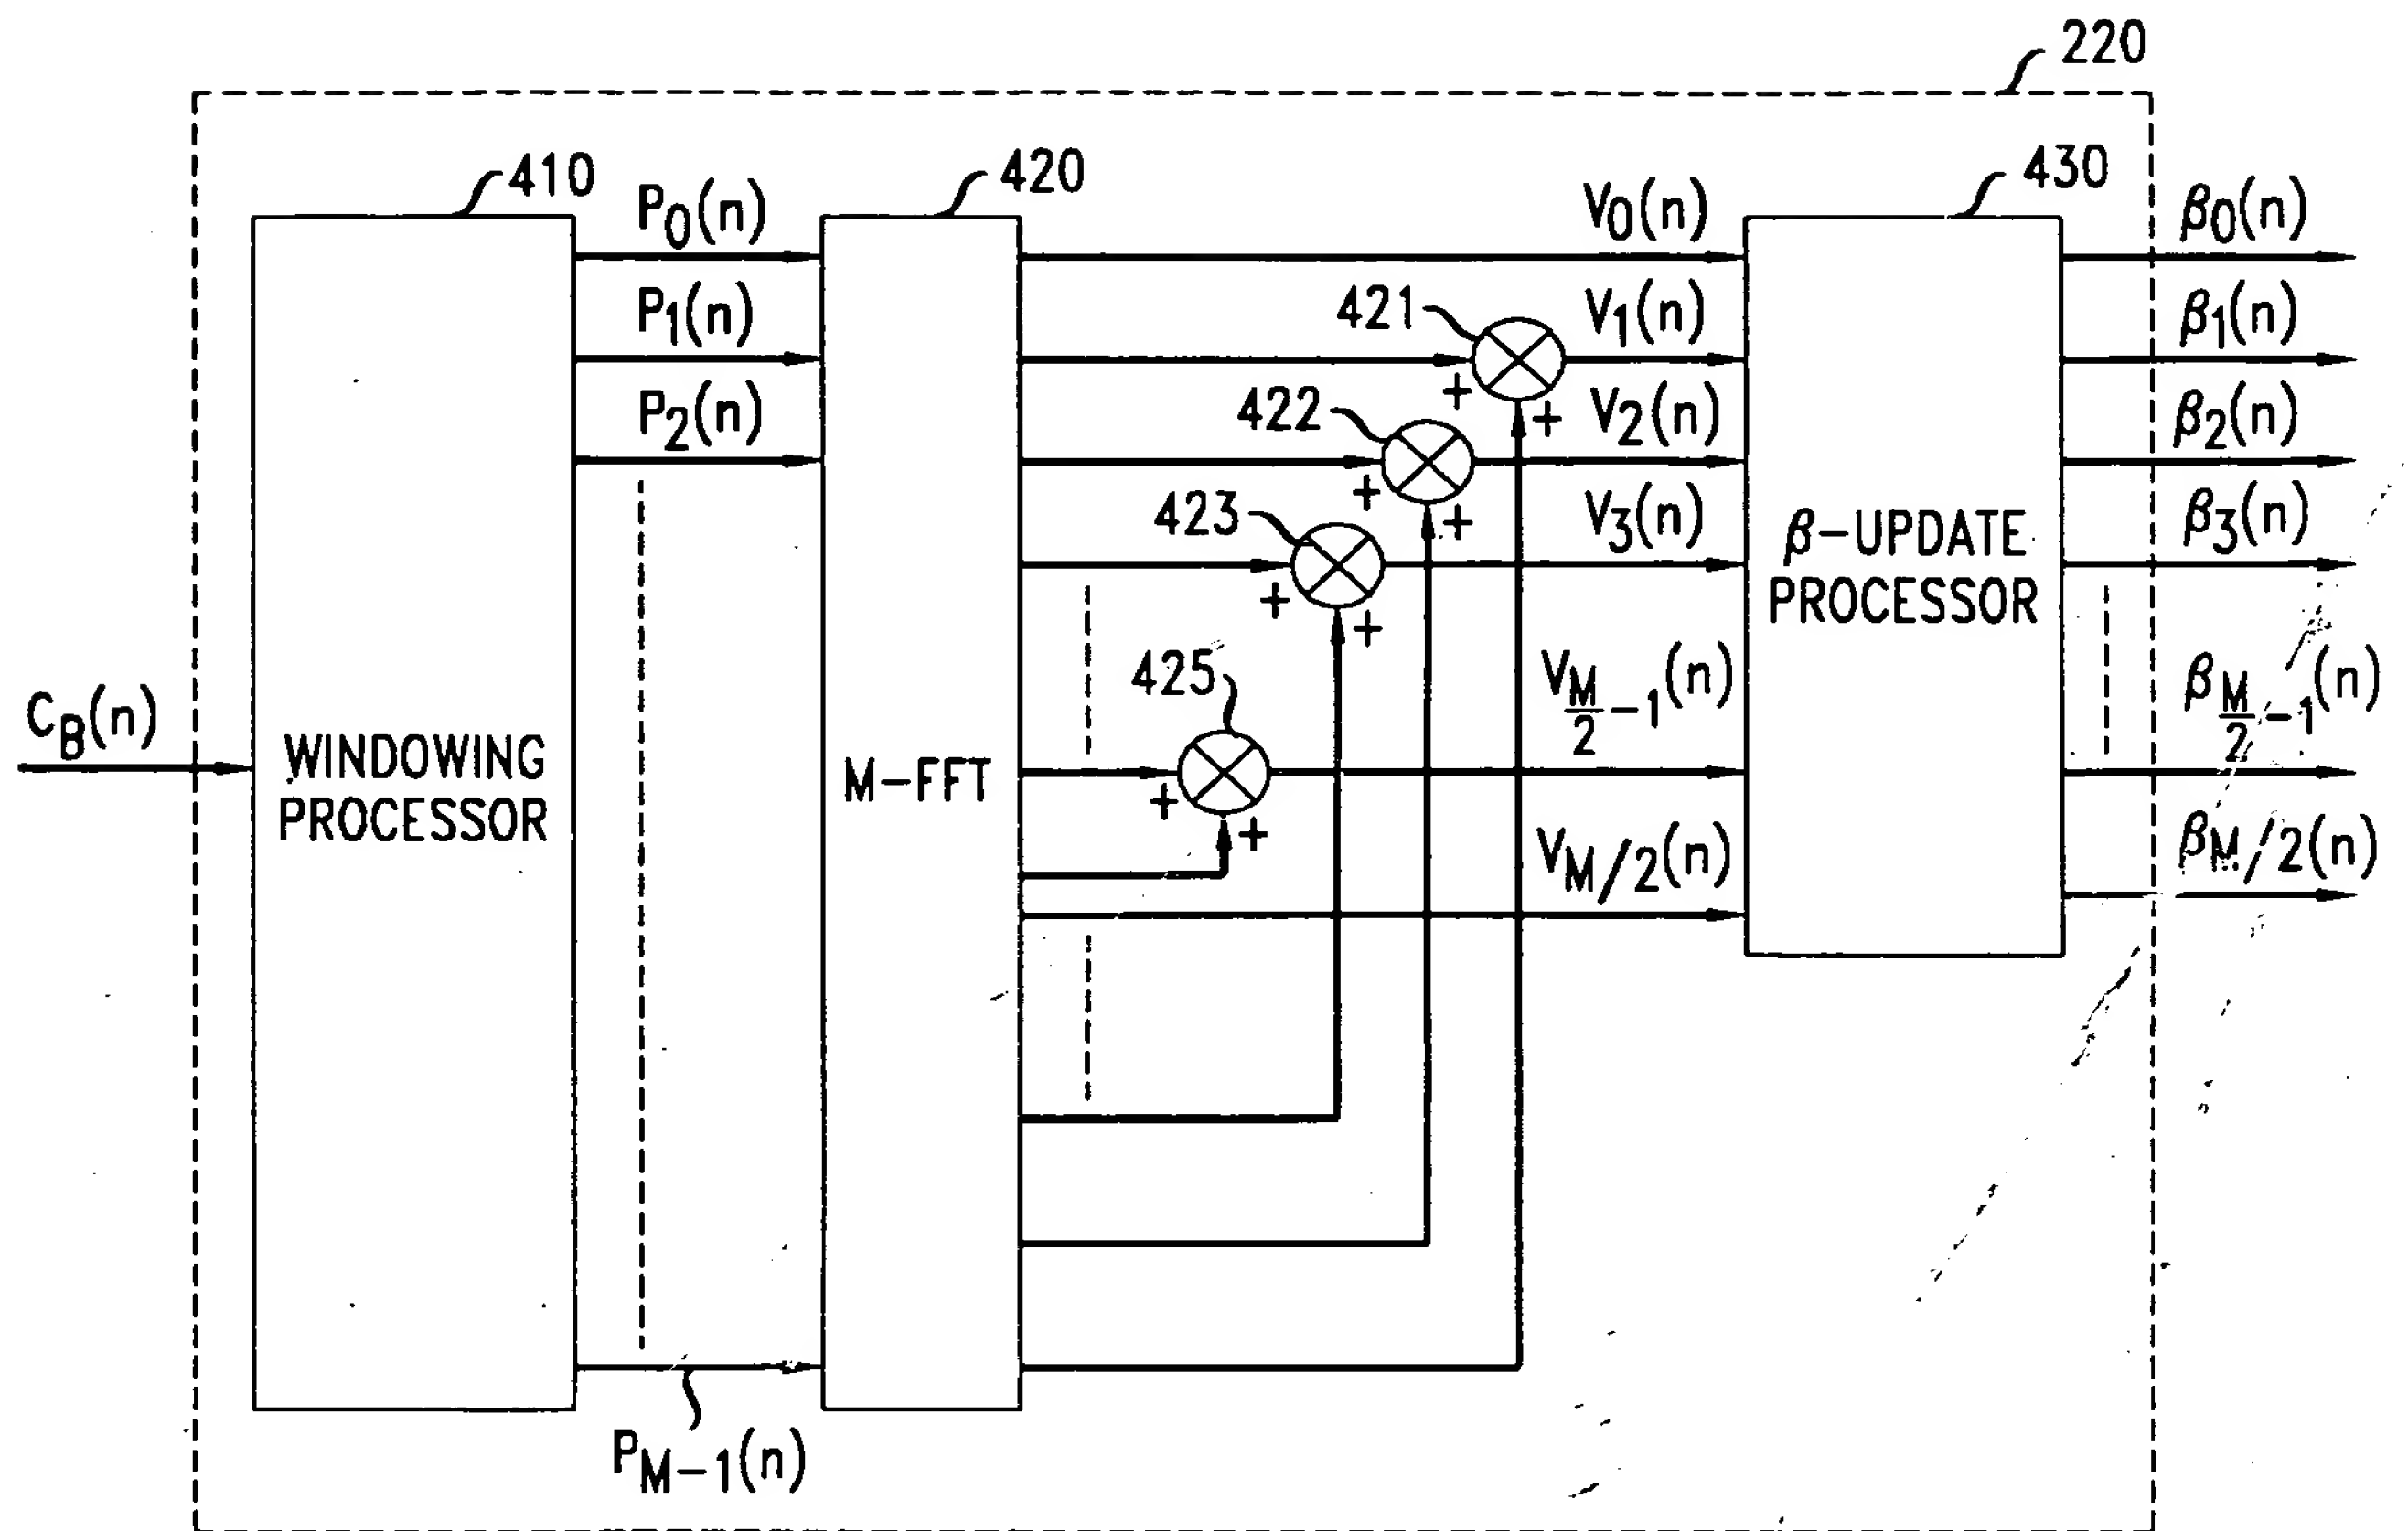 220
410
420
430
P0(n)
V0(n)
β0(n)
P1(n)
421
V1(n)
β1(n)
P2(n)
422
+
+
V2(n)
β2(n)
423
+
+
V3(n)
β3(n)
+
+
β-UPDATE
PROCESSOR
425
VM/2-1(n)
βM/2-1(n)
CB(n)
WINDOWING
PROCESSOR
M-FFT
+
+
VM/2(n)
βM/2(n)
PM-1(n)